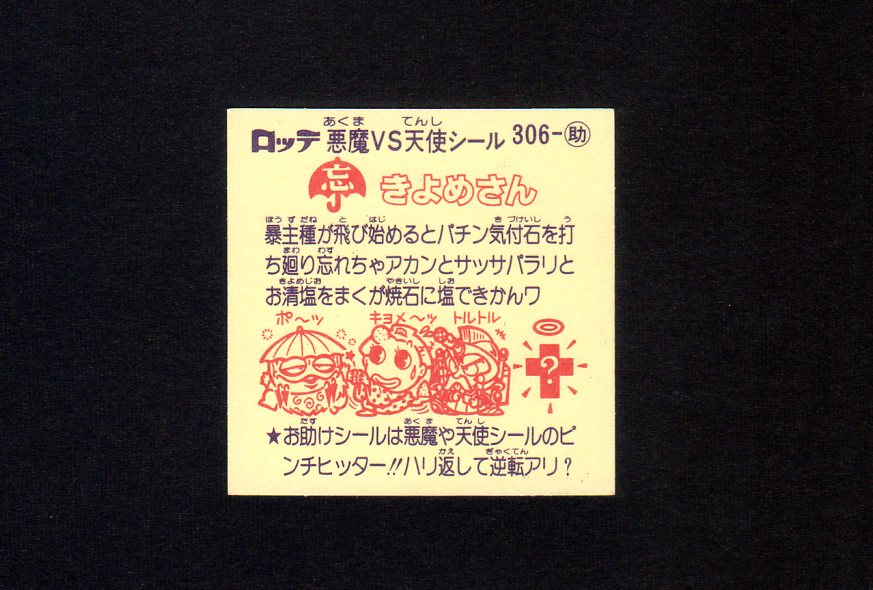 ロッテ 悪魔VS天使シール 306-助
あくま てんし
忘 きよめさん
ぼうずだね と はじ きづけいし う
暴主種が飛び始めるとバチン気付石を打
まわ わす
ち廻り忘れちゃアカンとサッサパラリと
きよめじお やきいし しお
お清塩をまくが焼石に塩できかんワ
ポ〜ッ キョメ〜ッ トルトル
?
たす あくま てんし
★お助けシールは悪魔や天使シールのピ
かえ ぎゃくてん
ンチヒッター!!ハリ返して逆転アリ?